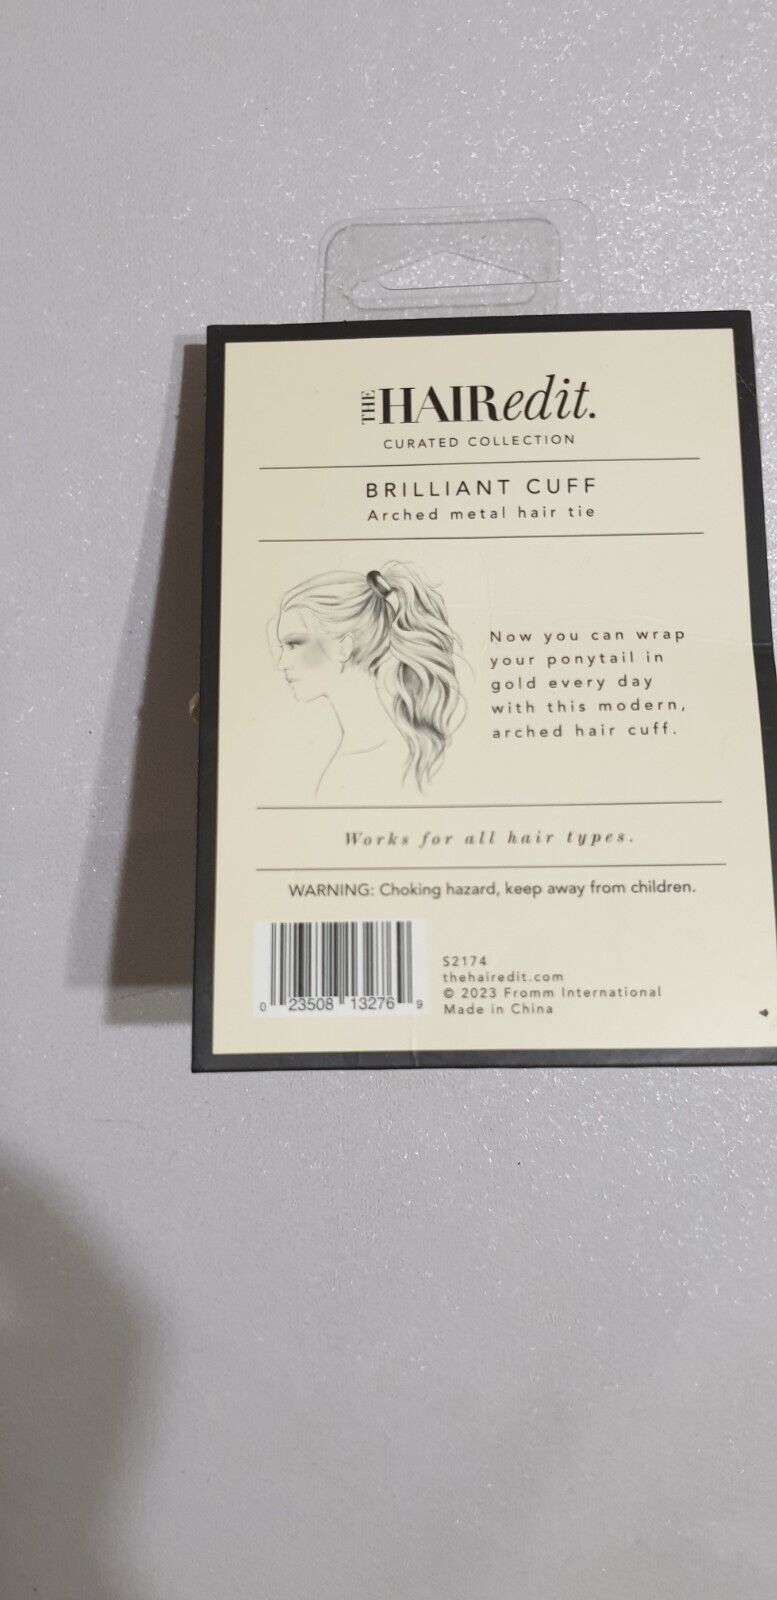 THE HAIRedit.
CURATED COLLECTION
BRILLIANT CUFF
Arched metal hair tie
Now you can wrap
your ponytail in
gold every day
with this modern,
arched hair cuff.
Works for all hair types.
WARNING: Choking hazard, keep away from children.
0 23508 13276 9
S2174
thehairedit.com
© 2023 Fromm International
Made in China